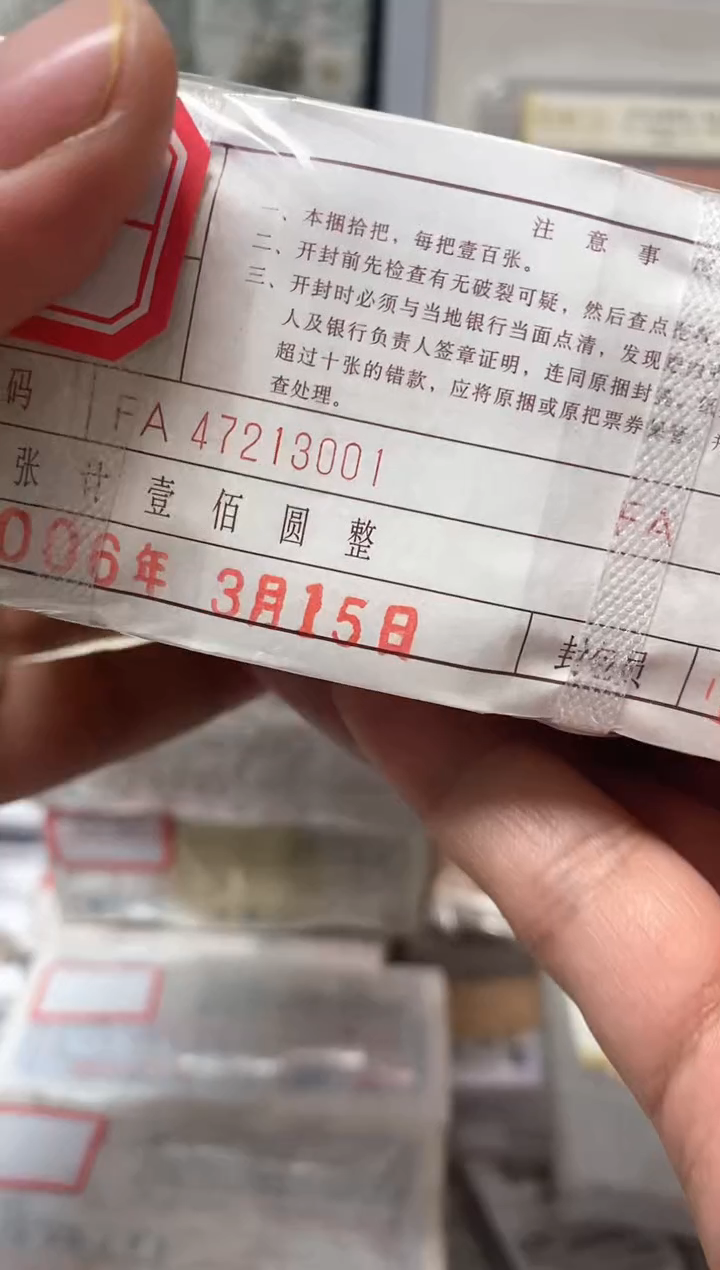 注意事
一、本捆拾把，每把壹百张。
二、开封前先检查有无破裂可疑，然后查点
三、开封时必须与当地银行当面点清，发现
人及银行负责人签章证明，连同原捆封
超过十张的错款，应将原捆或原把票券
查处理。
码 FA 47213001 FA
张计壹佰圆整
006年 3月15日
封包员